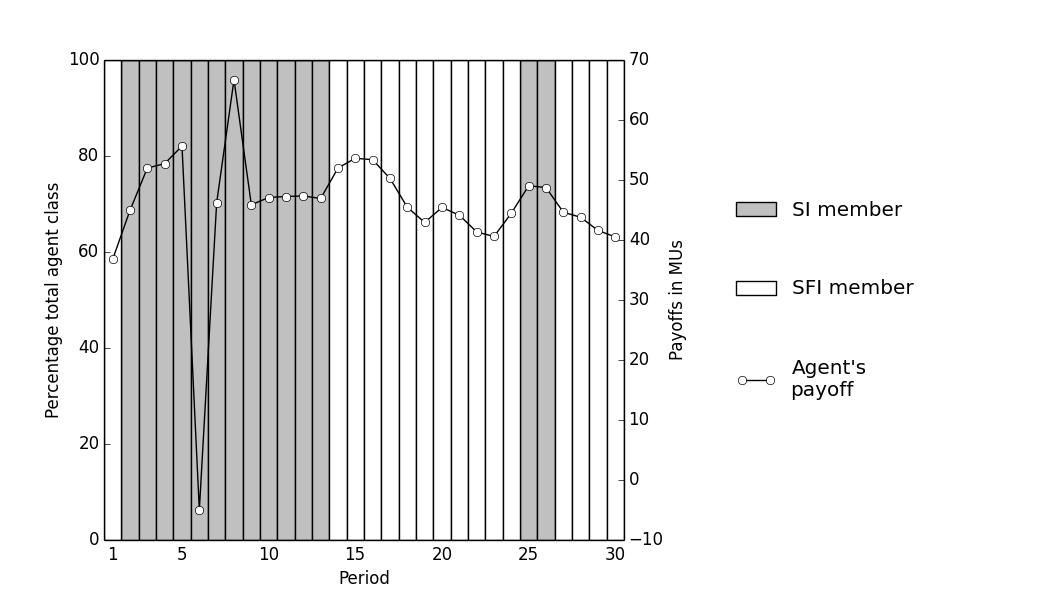 100
80
60
40
20
0
Percentage total agent class
1 5 10 15 20 25 30
Period
70
60
50
40
30
20
10
0
−10
Payoffs in MUs
SI member
SFI member
Agent's
payoff